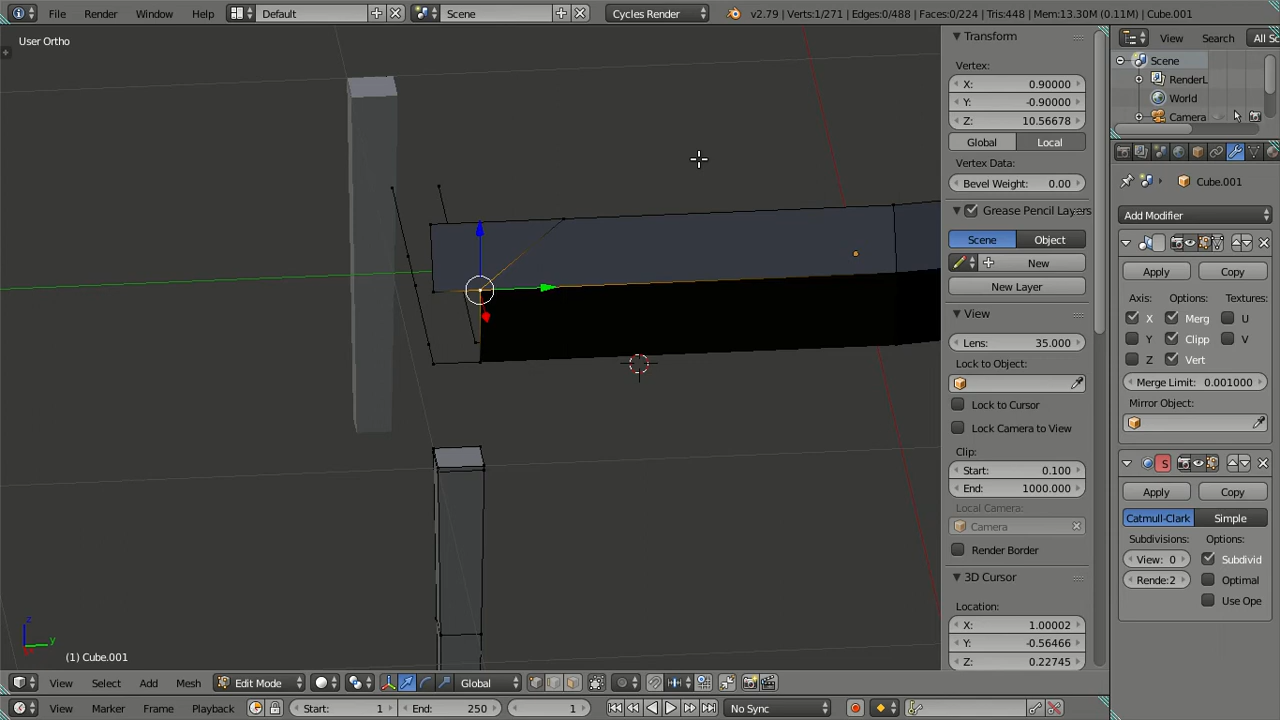 File Render Window Help Default Scene Cycles Render v2.79 | Verts:1/271 | Edges:0/488 | Faces:0/224 | Tris:448 | Mem:13.30M (0.11M) | Cube.001
User Ortho
Transform
Vertex:
X: 0.90000
Y: -0.90000
Z: 10.56678
Global Local
Vertex Data:
Bevel Weight: 0.00
Grease Pencil Layers
Scene Object
New
New Layer
View
Lens: 35.000
Lock to Object:
Lock to Cursor
Lock Camera to View
Clip:
Start: 0.100
End: 1000.000
Local Camera:
Camera
Render Border
3D Cursor
Location:
X: 1.00002
Y: -0.56466
Z: 0.22745
View Search All Sc
Scene
RenderL
World
Camera
Cube.001
Add Modifier
Apply Copy
Axis: Options: Textures:
X Merg U
Y Clipp V
Z Vert
Merge Limit: 0.001000
Mirror Object:
S
Apply Copy
Catmull-Clark Simple
Subdivisions: Options:
View: 0 Subdivid
Rende:2 Optimal
Use Ope
z
y
(1) Cube.001
View Select Add Mesh Edit Mode Global
View Marker Frame Playback Start: 1 End: 250 1 No Sync